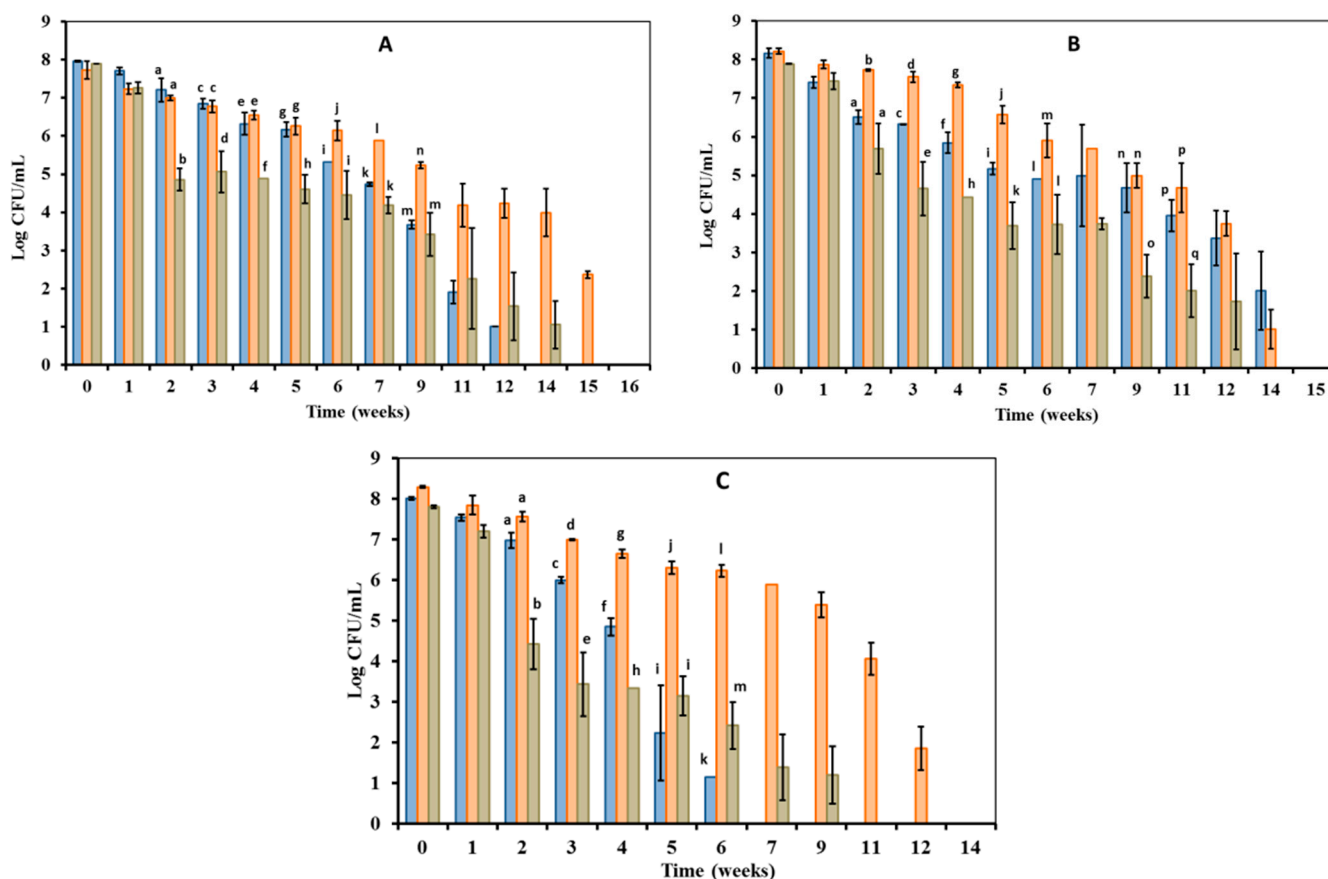 A
Log CFU/mL
9
8
7
6
5
4
3
2
1
0
a a b
c c d
e e f
g g h
i j i
k l k
m n m
0 1 2 3 4 5 6 7 9 11 12 14 15 16
Time (weeks)
B
Log CFU/mL
9
8
7
6
5
4
3
2
1
0
a b a
c d e
f g h
i j k
l m l
n n o
p p q
0 1 2 3 4 5 6 7 9 11 12 14 15
Time (weeks)
C
Log CFU/mL
9
8
7
6
5
4
3
2
1
0
a a b
c d e
f g h
i j i
k l m
0 1 2 3 4 5 6 7 9 11 12 14
Time (weeks)